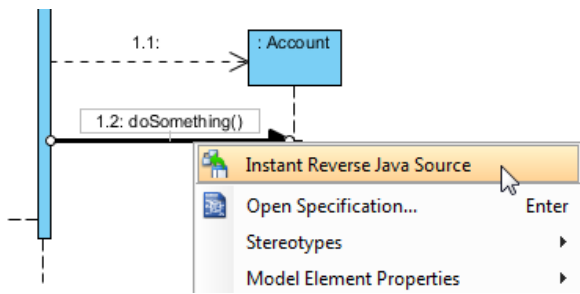 1.1:
: Account
1.2: doSomething()
Instant Reverse Java Source
Open Specification... Enter
Stereotypes
Model Element Properties